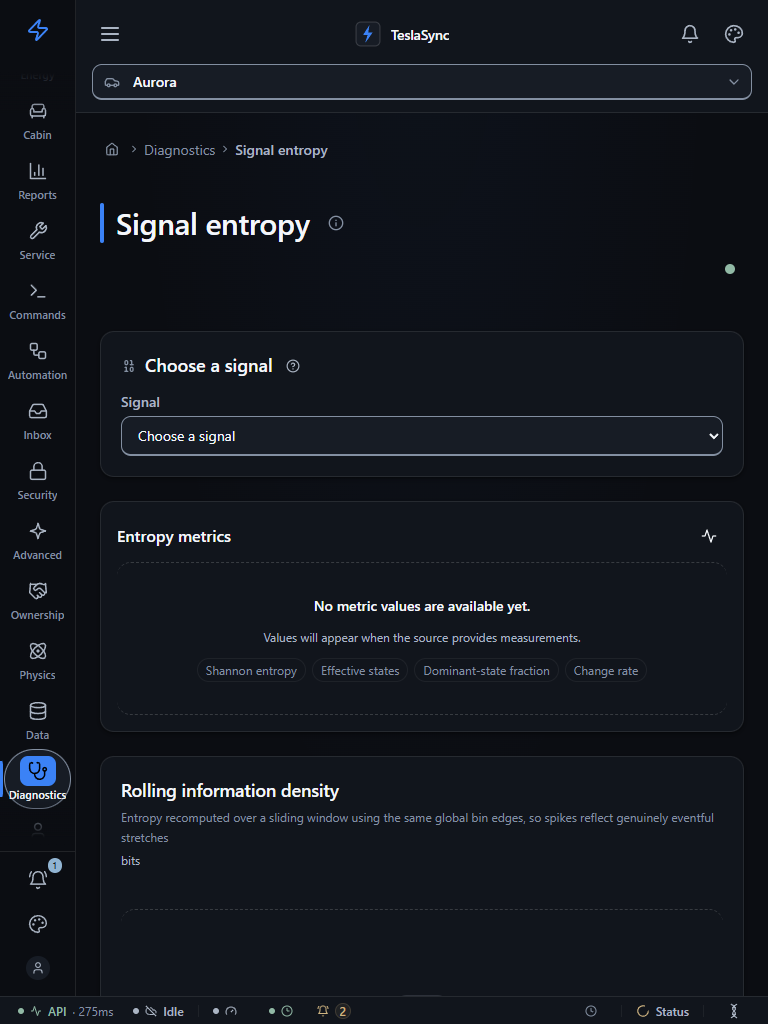 TeslaSync
Aurora
Energy
Cabin
Reports
Service
Commands
Automation
Inbox
Security
Advanced
Ownership
Physics
Data
Diagnostics
1
Diagnostics
Signal entropy
Signal entropy
Choose a signal
Signal
Choose a signal
Entropy metrics
No metric values are available yet.
Values will appear when the source provides measurements.
Shannon entropy
Effective states
Dominant-state fraction
Change rate
Rolling information density
Entropy recomputed over a sliding window using the same global bin edges, so spikes reflect genuinely eventful
stretches
bits
API · 275ms
Idle
2
Status